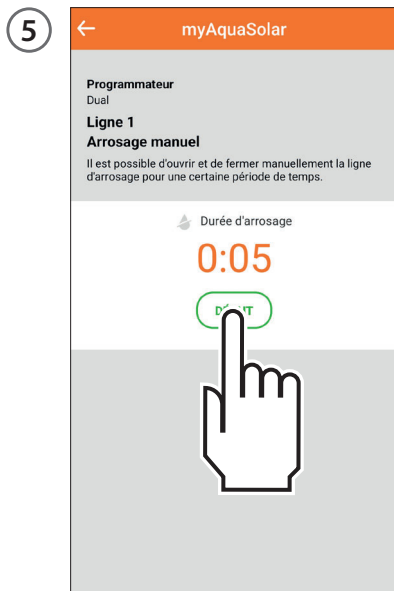 5
myAquaSolar
Programmateur
Dual
Ligne 1
Arrosage manuel
Il est possible d'ouvrir et de fermer manuellement la ligne
d'arrosage pour une certaine période de temps.
Durée d'arrosage
0:05